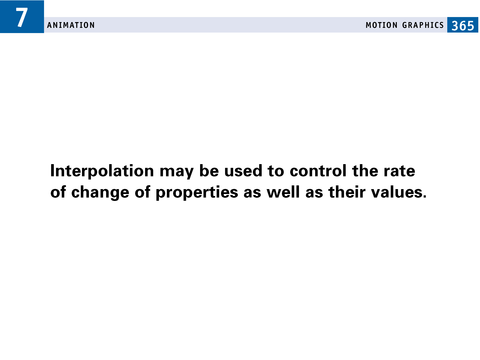 7
ANIMATION
MOTION GRAPHICS 365
Interpolation may be used to control the rate
of change of properties as well as their values.